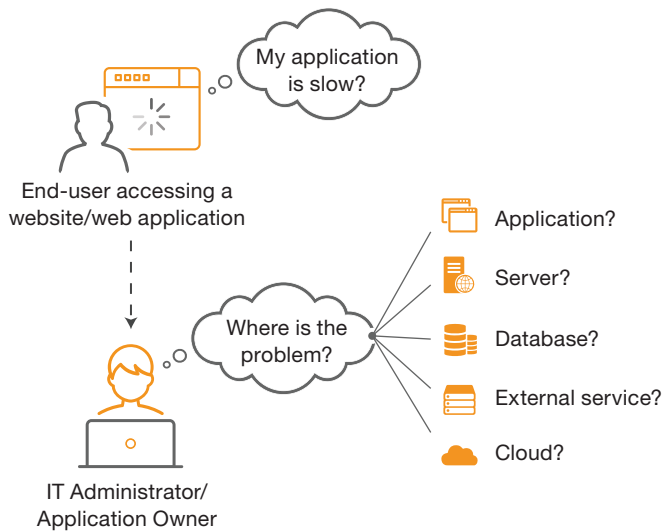 My application
is slow?
End-user accessing a
website/web application
Where is the
problem?
Application?
Server?
Database?
External service?
Cloud?
IT Administrator/
Application Owner